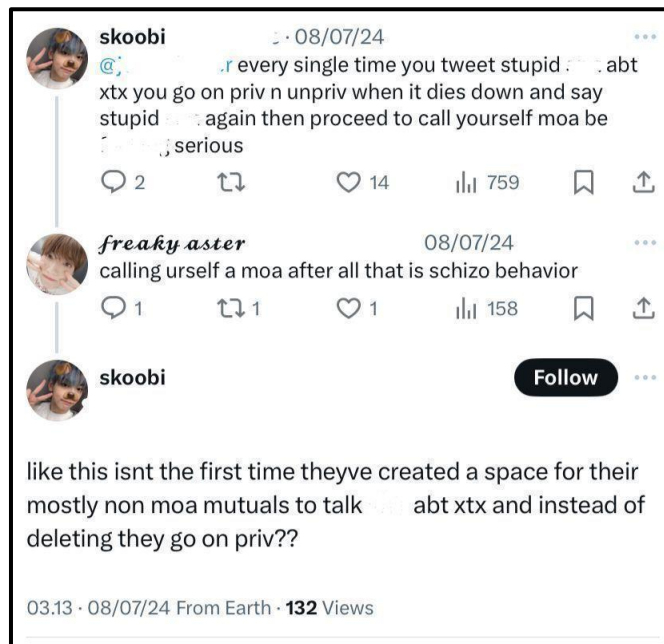 skoobi · 08/07/24
every single time you tweet stupid abt
xtx you go on priv n unpriv when it dies down and say
stupid again then proceed to call yourself moa be
serious
2 14 759
freaky aster 08/07/24
calling urself a moa after all that is schizo behavior
1 1 1 158
skoobi Follow
like this isnt the first time theyve created a space for their
mostly non moa mutuals to talk abt xtx and instead of
deleting they go on priv??
03.13 · 08/07/24 From Earth · 132 Views